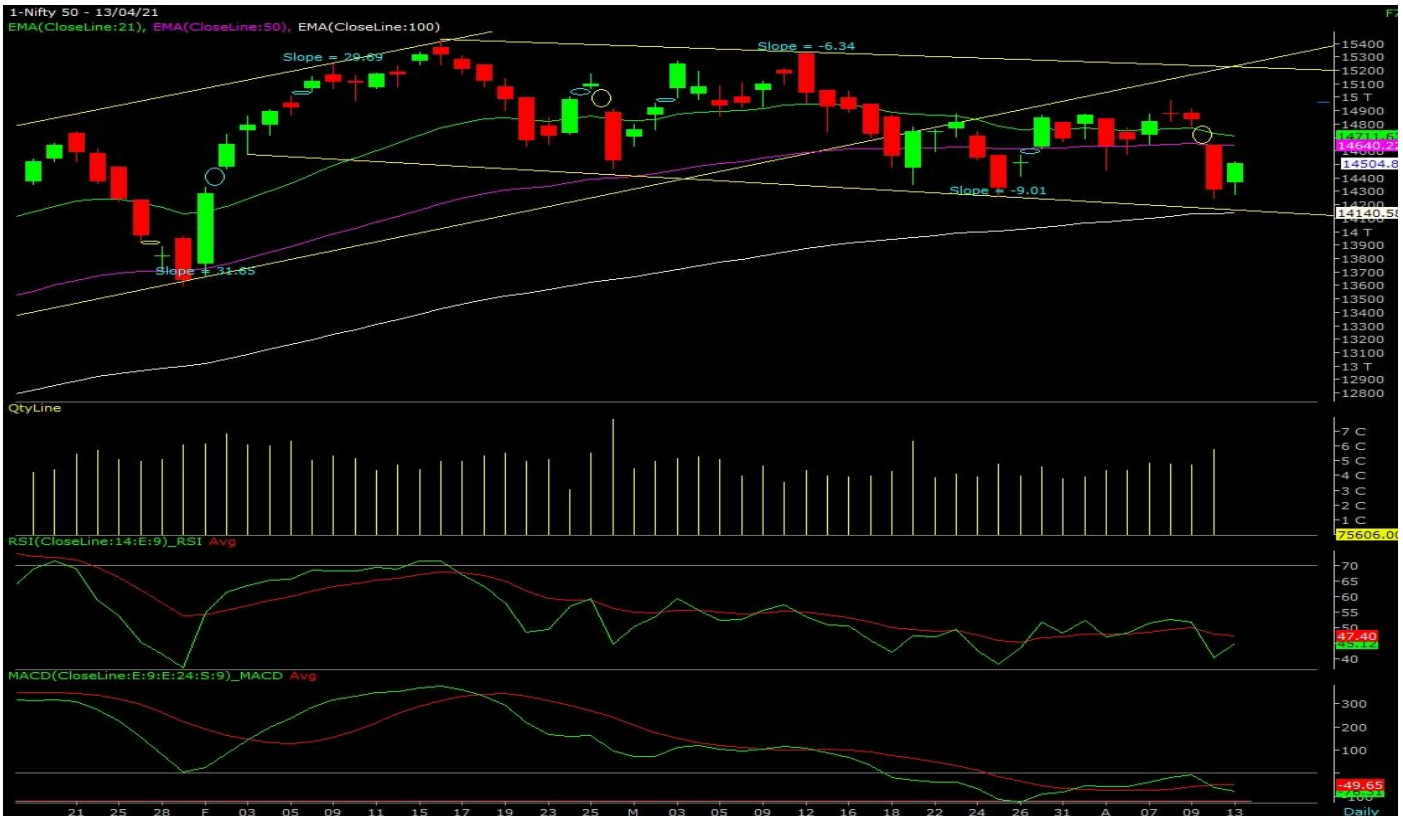 1-Nifty 50 - 13/04/21
EMA(CloseLine:21), EMA(CloseLine:50), EMA(CloseLine:100)
Slope = 29.69
Slope = -6.34
Slope = 31.65
Slope = -9.01
15400
15300
15200
15100
15 T
14900
14800
14711.6
14640.22
14504.8
14400
14300
14200
14140.58
14 T
13900
13800
13700
13600
13500
13400
13300
13200
13100
13 T
12900
12800
QtyLine
7 C
6 C
5 C
4 C
3 C
2 C
1 C
75606.00
RSI(CloseLine:14:E:9)_RSI Avg
70
65
60
55
50
47.40
45.12
40
MACD(CloseLine:E:9:E:24:S:9)_MACD Avg
300
200
100
-49.65
-100
21 25 28 F 03 05 09 11 15 17 19 23 25 M 03 05 09 12 16 18 22 24 26 31 A 07 09 13 Daily